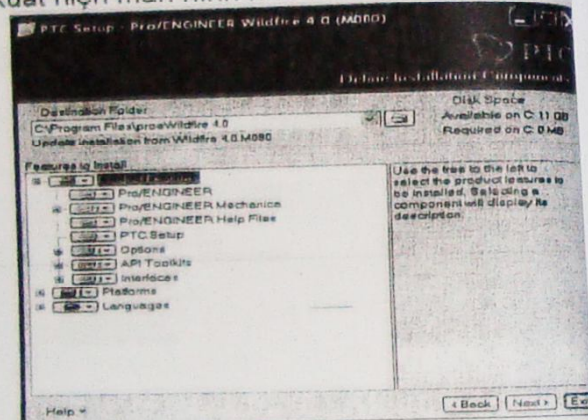 xuất hiện màn hình
PTC Setup - Pro/ENGINEER Wildfire 4.0 (M080)
PTC
Define Installation Components
Destination Folder
Disk Space
C:\Program Files\proeWildfire 4.0
Available on C: 11 GB
Update installation from Wildfire 4.0 M080
Required on C: 0 MB
Features to Install
Use the tree to the left to
select the product features to
be installed. Selecting a
component will display its
description.
Pro/ENGINEER
Pro/ENGINEER Mechanica
Pro/ENGINEER Help Files
PTC.Setup
Options
API Toolkits
Interfaces
Platforms
Languages
Help
< Back
Next >